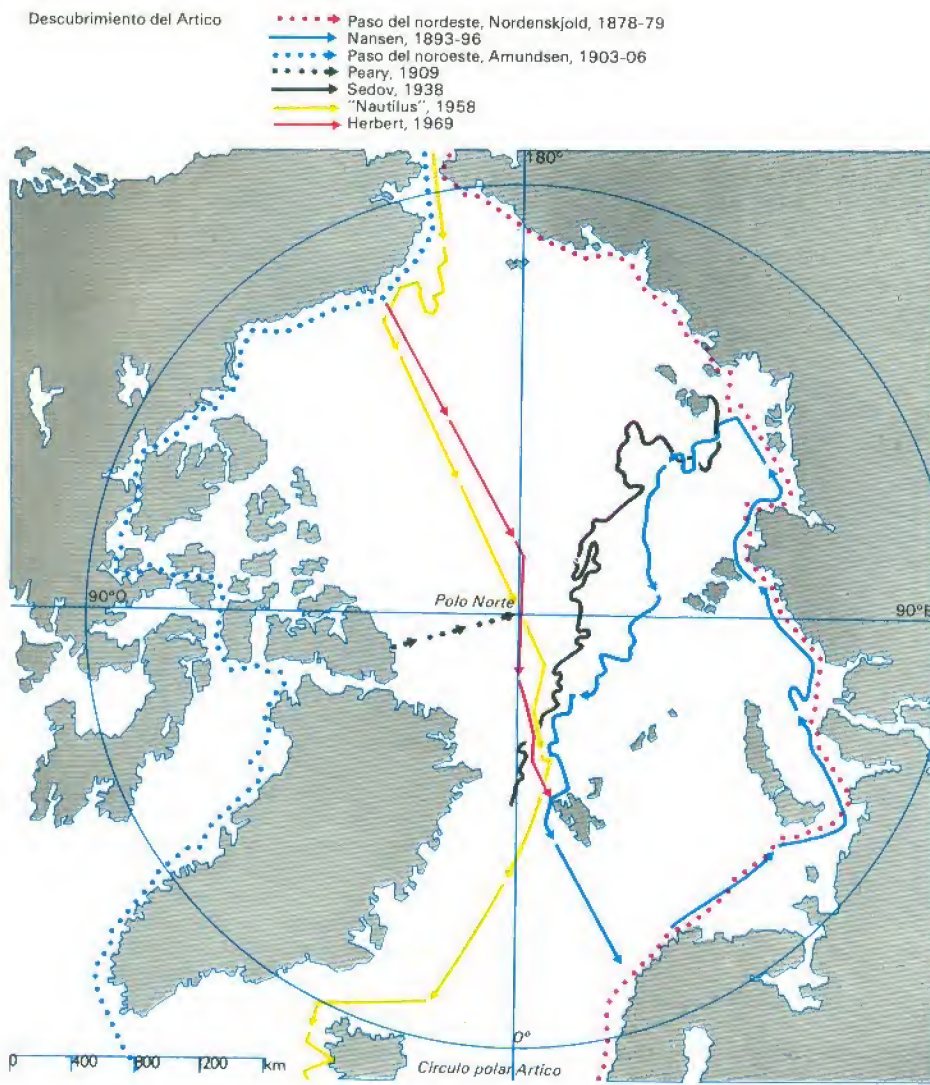 Descubrimiento del Artico
Paso del nordeste, Nordenskjold, 1878-79
Nansen, 1893-96
Paso del noroeste, Amundsen, 1903-06
Peary, 1909
Sedov, 1938
"Nautilus", 1958
Herbert, 1969
180°
90°O
Polo Norte
90°E
0°
0 400 800 1200 Km
Círculo polar Artico